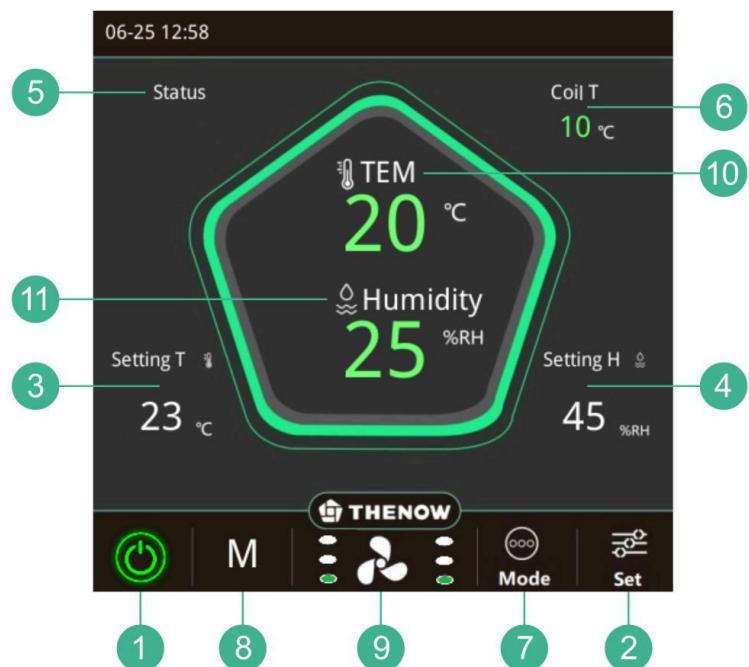 06-25 12:58
5
Status
Coil T
6
10 ℃
TEM
10
20 ℃
11
Humidity
25 %RH
Setting T
Setting H
3
23 ℃
45 %RH
4
THENOW
M
Mode
Set
1
8
9
7
2